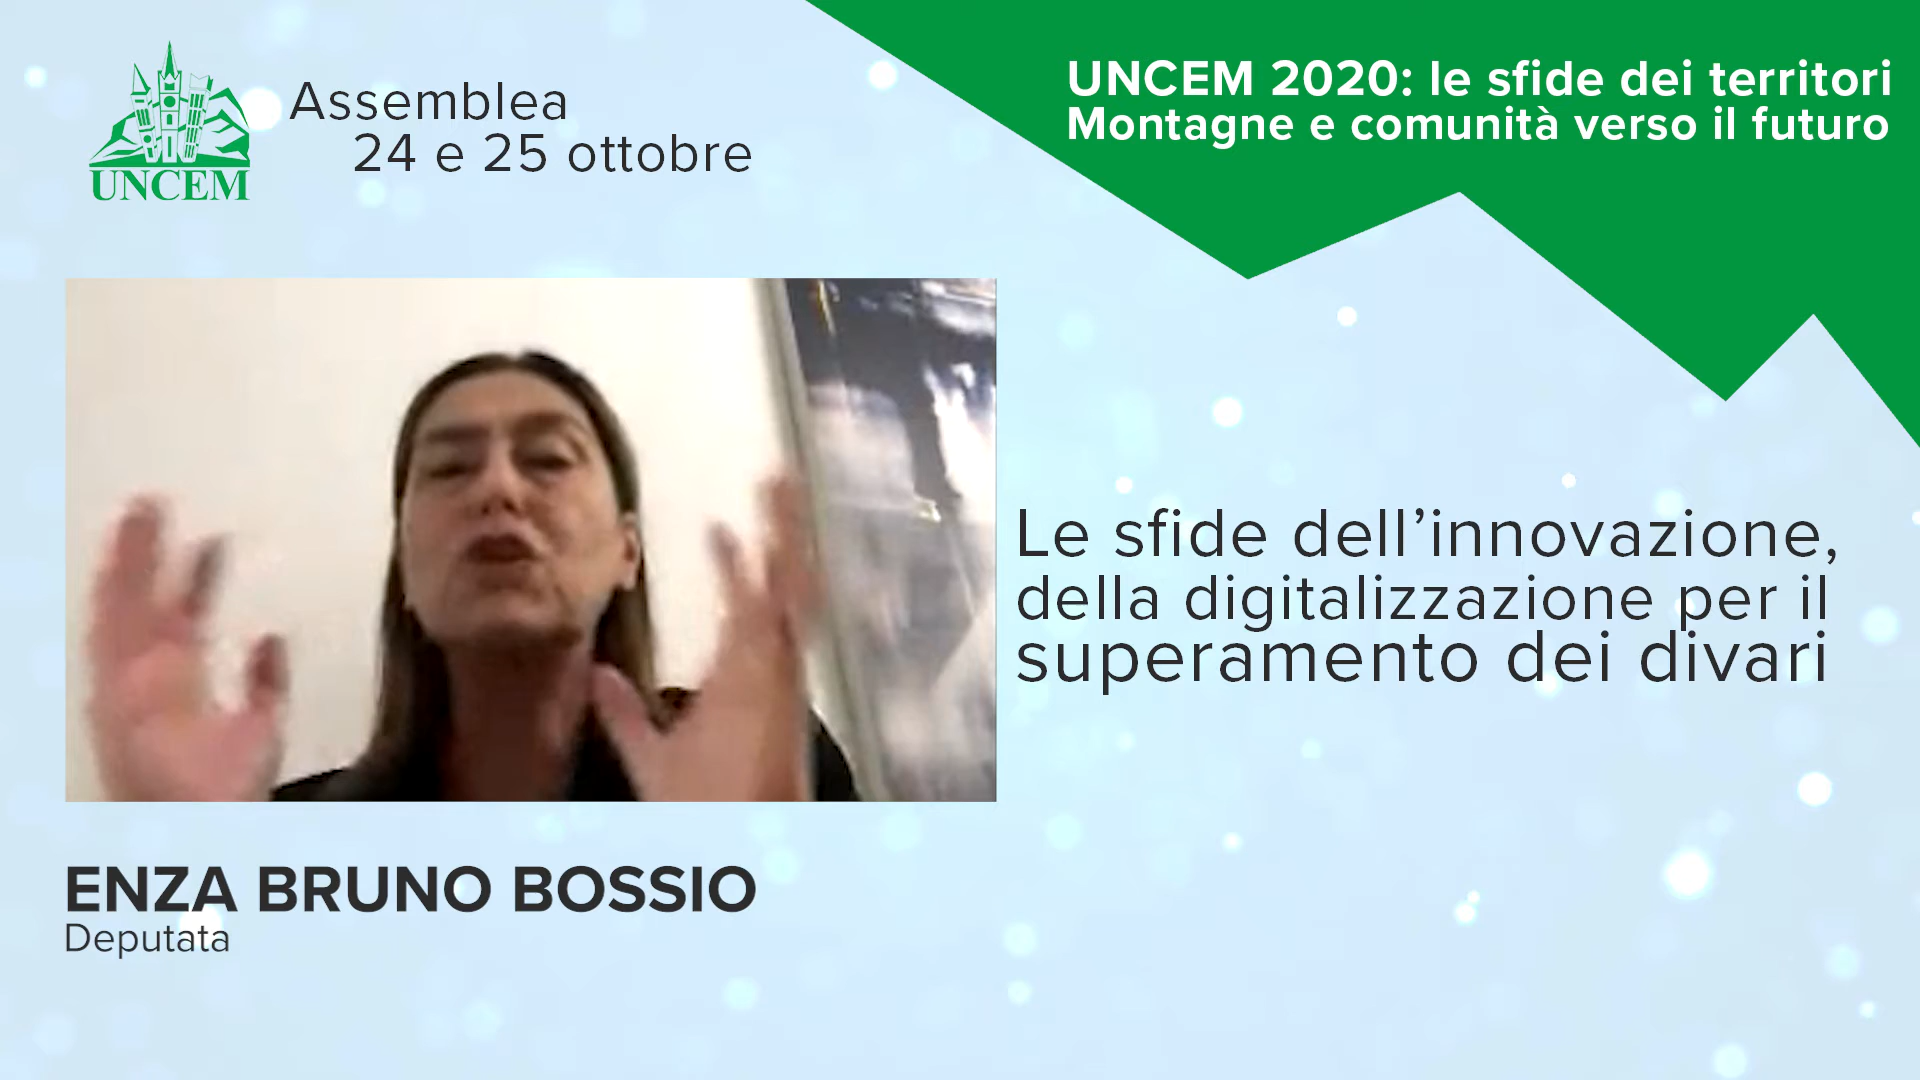 UNCEM
Assemblea
24 e 25 ottobre
UNCEM 2020: le sfide dei territori
Montagne e comunità verso il futuro
Le sfide dell’innovazione,
della digitalizzazione per il
superamento dei divari
ENZA BRUNO BOSSIO
Deputata